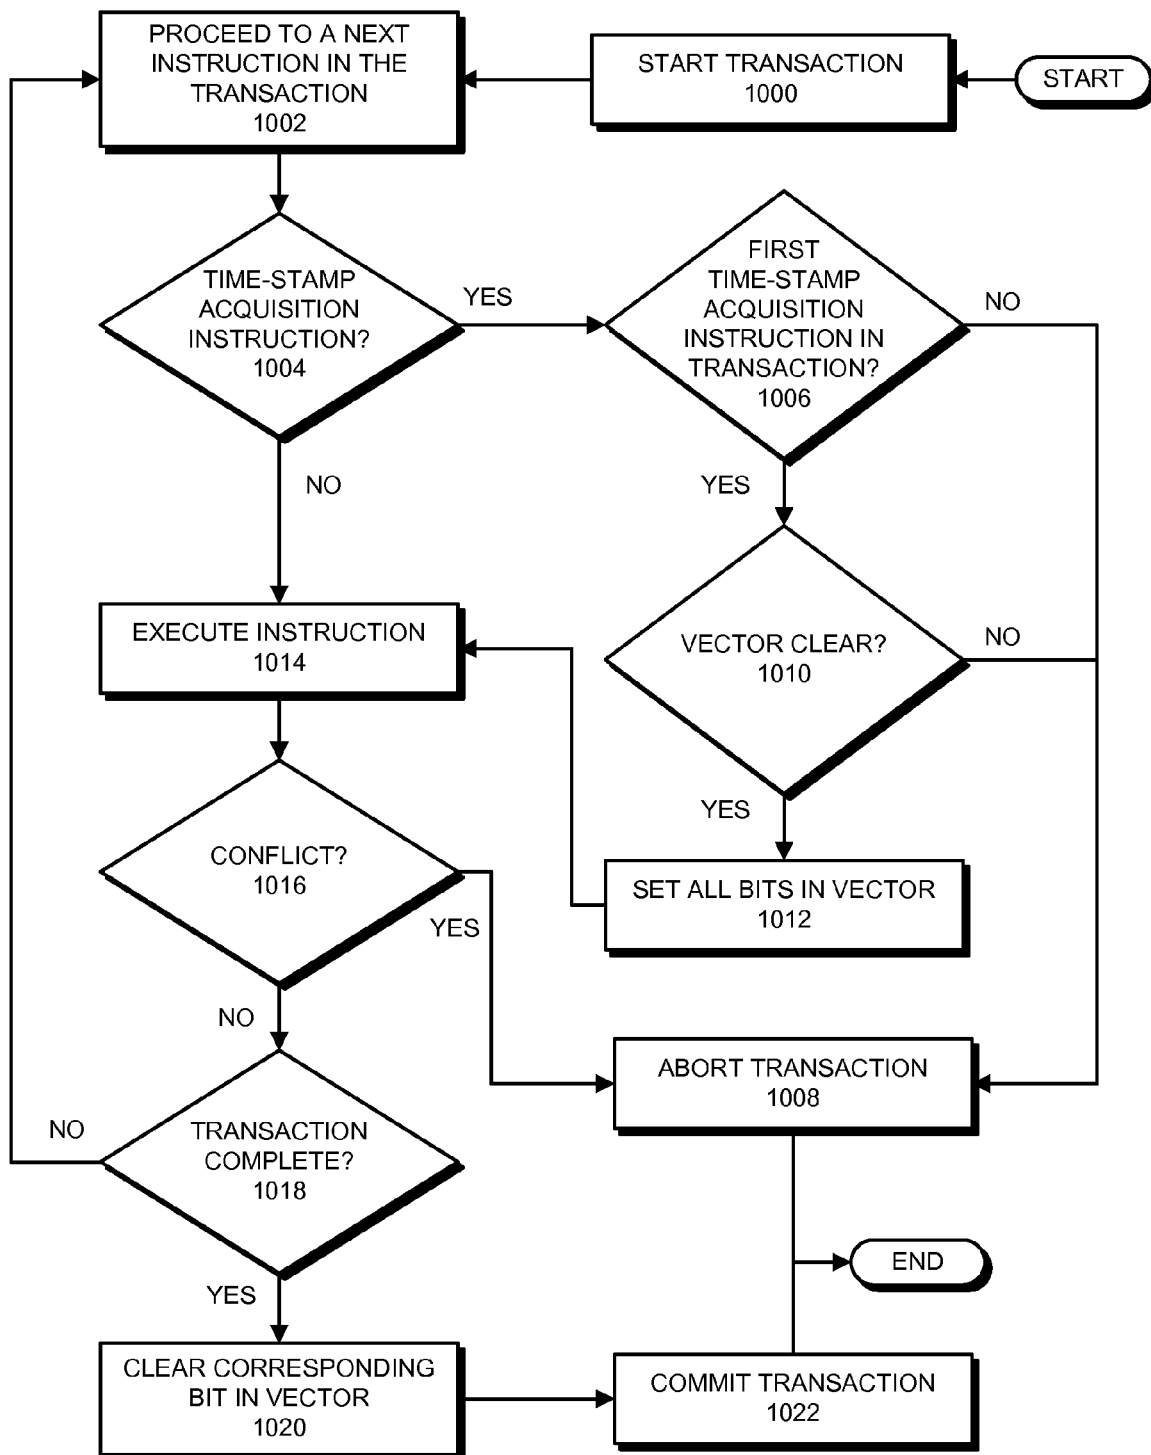 PROCEED TO A NEXT
INSTRUCTION IN THE
TRANSACTION
1002
START TRANSACTION
1000
START
TIME-STAMP
ACQUISITION
INSTRUCTION?
1004
YES
FIRST
TIME-STAMP
ACQUISITION
INSTRUCTION IN
TRANSACTION?
1006
NO
NO
YES
EXECUTE INSTRUCTION
1014
VECTOR CLEAR?
1010
NO
YES
CONFLICT?
1016
YES
SET ALL BITS IN VECTOR
1012
NO
ABORT TRANSACTION
1008
NO
TRANSACTION
COMPLETE?
1018
END
YES
CLEAR CORRESPONDING
BIT IN VECTOR
1020
COMMIT TRANSACTION
1022